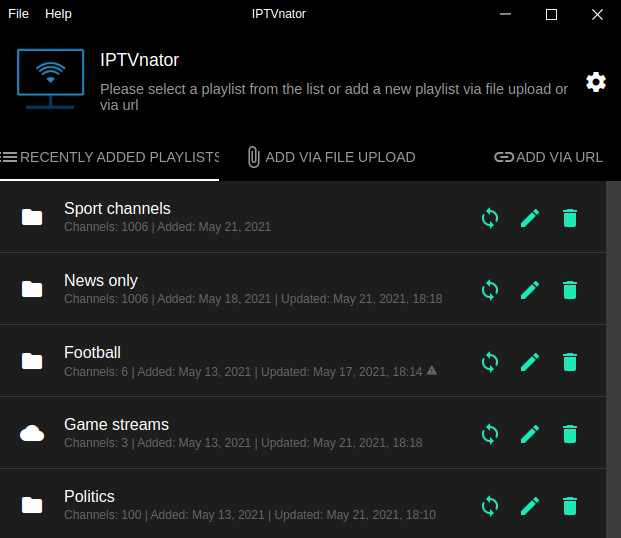 File Help IPTVnator
IPTVnator
Please select a playlist from the list or add a new playlist via file upload or
via url
RECENTLY ADDED PLAYLISTS ADD VIA FILE UPLOAD ADD VIA URL
Sport channels
Channels: 1006 | Added: May 21, 2021
News only
Channels: 1006 | Added: May 18, 2021 | Updated: May 21, 2021, 18:18
Football
Channels: 6 | Added: May 13, 2021 | Updated: May 17, 2021, 18:14
Game streams
Channels: 3 | Added: May 13, 2021 | Updated: May 21, 2021, 18:18
Politics
Channels: 100 | Added: May 13, 2021 | Updated: May 21, 2021, 18:10